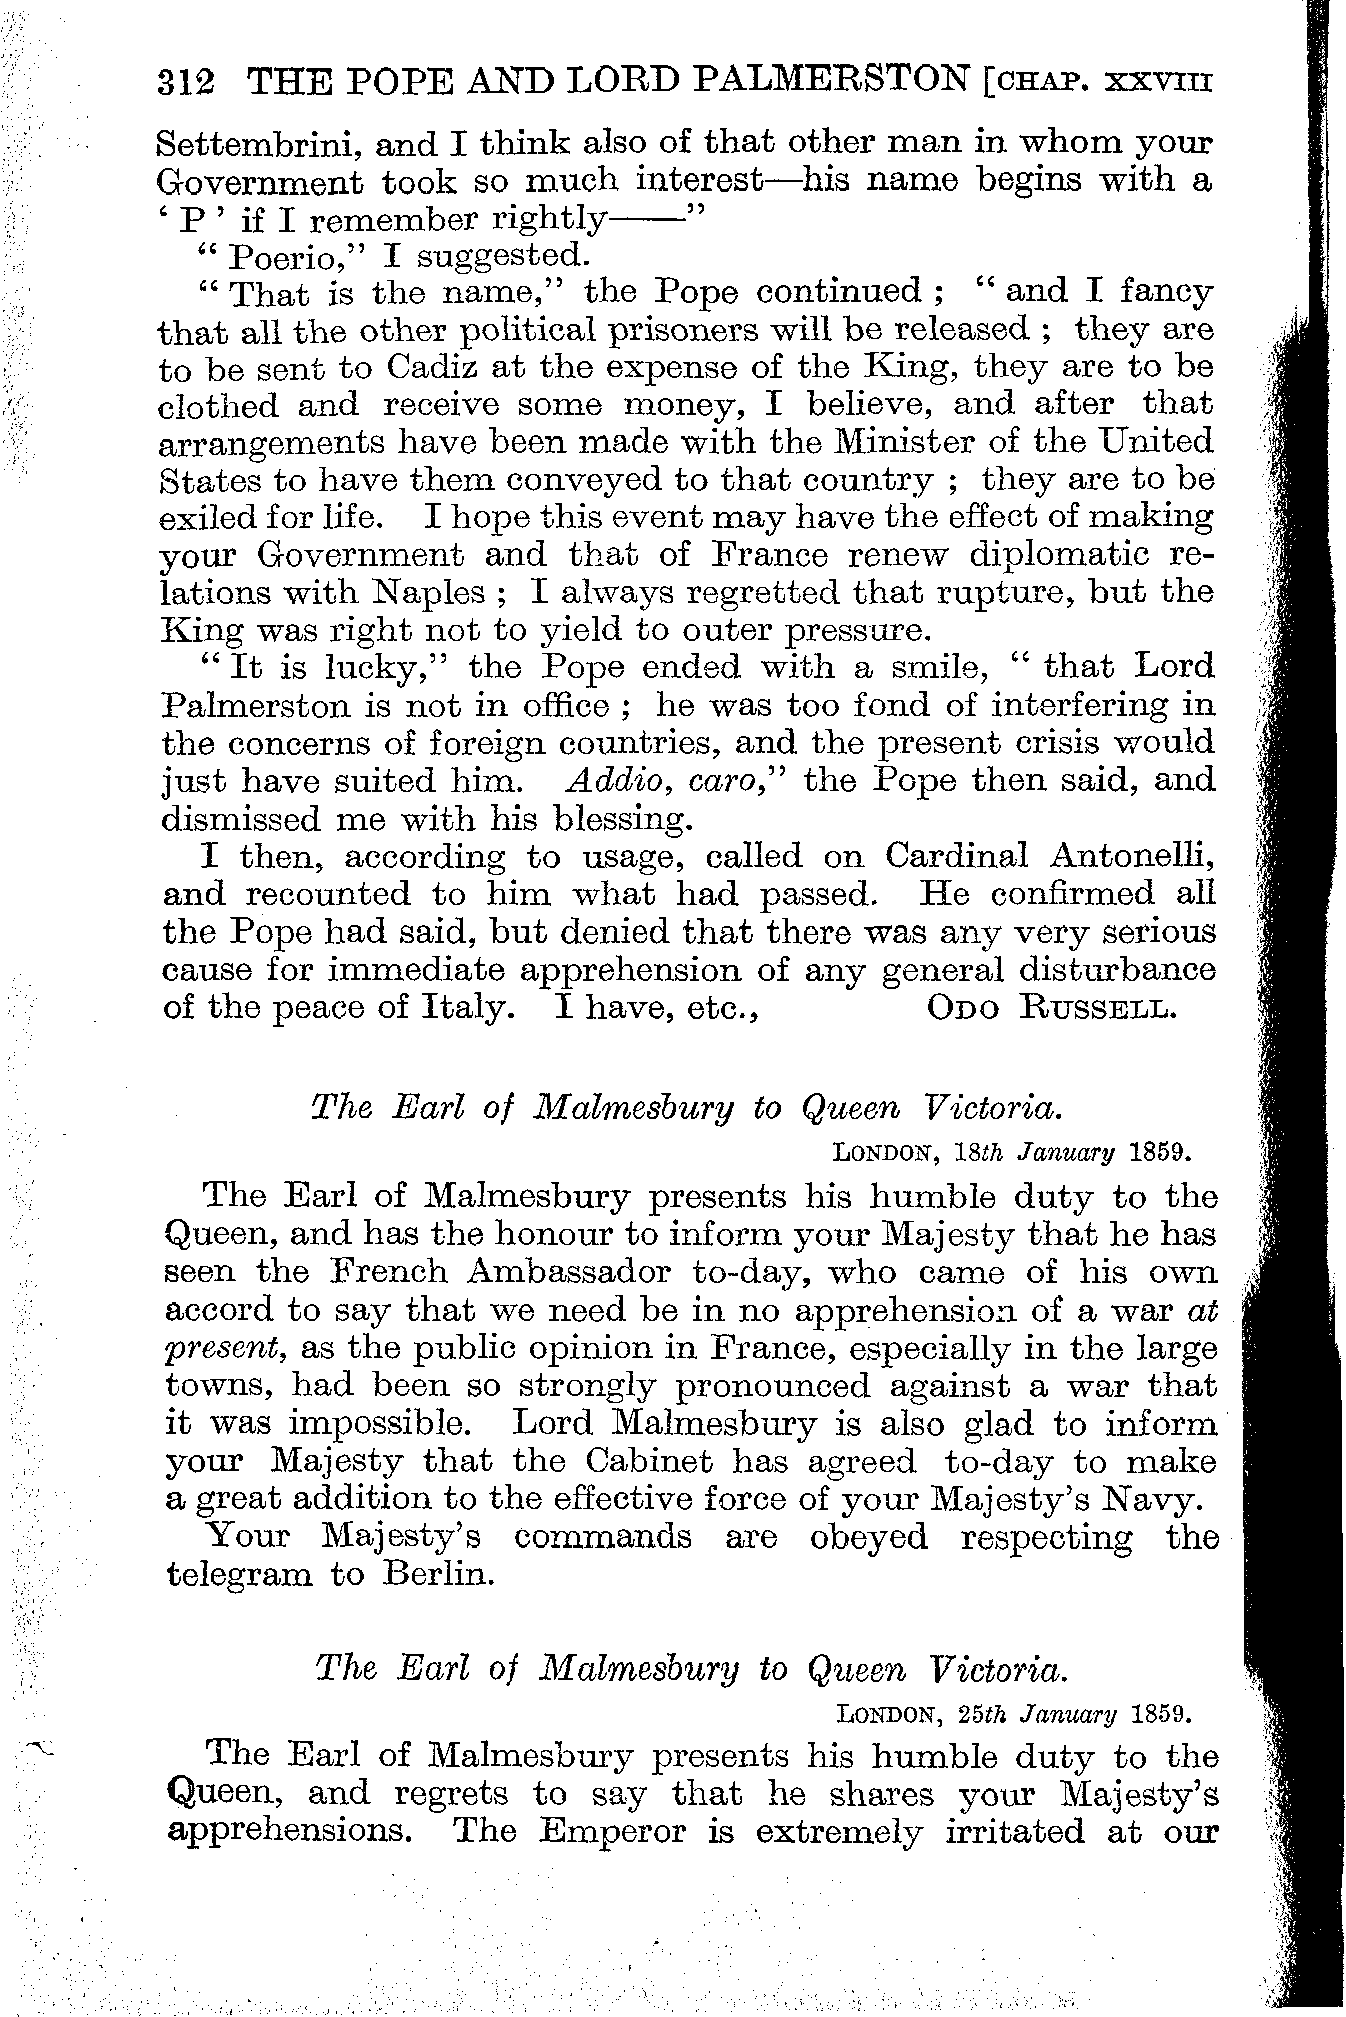 312 THE POPE AND LORD PALMERSTON [CHAP. XXVIII
Settembrini, and I think also of that other man in whom your
Government took so much interest—his name begins with a
‘ P ’ if I remember rightly——”
“ Poerio,” I suggested.
“ That is the name,” the Pope continued ; “ and I fancy
that all the other political prisoners will be released ; they are
to be sent to Cadiz at the expense of the King, they are to be
clothed and receive some money, I believe, and after that
arrangements have been made with the Minister of the United
States to have them conveyed to that country ; they are to be
exiled for life. I hope this event may have the effect of making
your Government and that of France renew diplomatic re-
lations with Naples ; I always regretted that rupture, but the
King was right not to yield to outer pressure.
“ It is lucky,” the Pope ended with a smile, “ that Lord
Palmerston is not in office ; he was too fond of interfering in
the concerns of foreign countries, and the present crisis would
just have suited him. Addio, caro,” the Pope then said, and
dismissed me with his blessing.
I then, according to usage, called on Cardinal Antonelli,
and recounted to him what had passed. He confirmed all
the Pope had said, but denied that there was any very serious
cause for immediate apprehension of any general disturbance
of the peace of Italy. I have, etc., ODO RUSSELL.
The Earl of Malmesbury to Queen Victoria.
LONDON, 18th January 1859.
The Earl of Malmesbury presents his humble duty to the
Queen, and has the honour to inform your Majesty that he has
seen the French Ambassador to-day, who came of his own
accord to say that we need be in no apprehension of a war at
present, as the public opinion in France, especially in the large
towns, had been so strongly pronounced against a war that
it was impossible. Lord Malmesbury is also glad to inform
your Majesty that the Cabinet has agreed to-day to make
a great addition to the effective force of your Majesty’s Navy.
Your Majesty’s commands are obeyed respecting the
telegram to Berlin.
The Earl of Malmesbury to Queen Victoria.
LONDON, 25th January 1859.
The Earl of Malmesbury presents his humble duty to the
Queen, and regrets to say that he shares your Majesty’s
apprehensions. The Emperor is extremely irritated at our